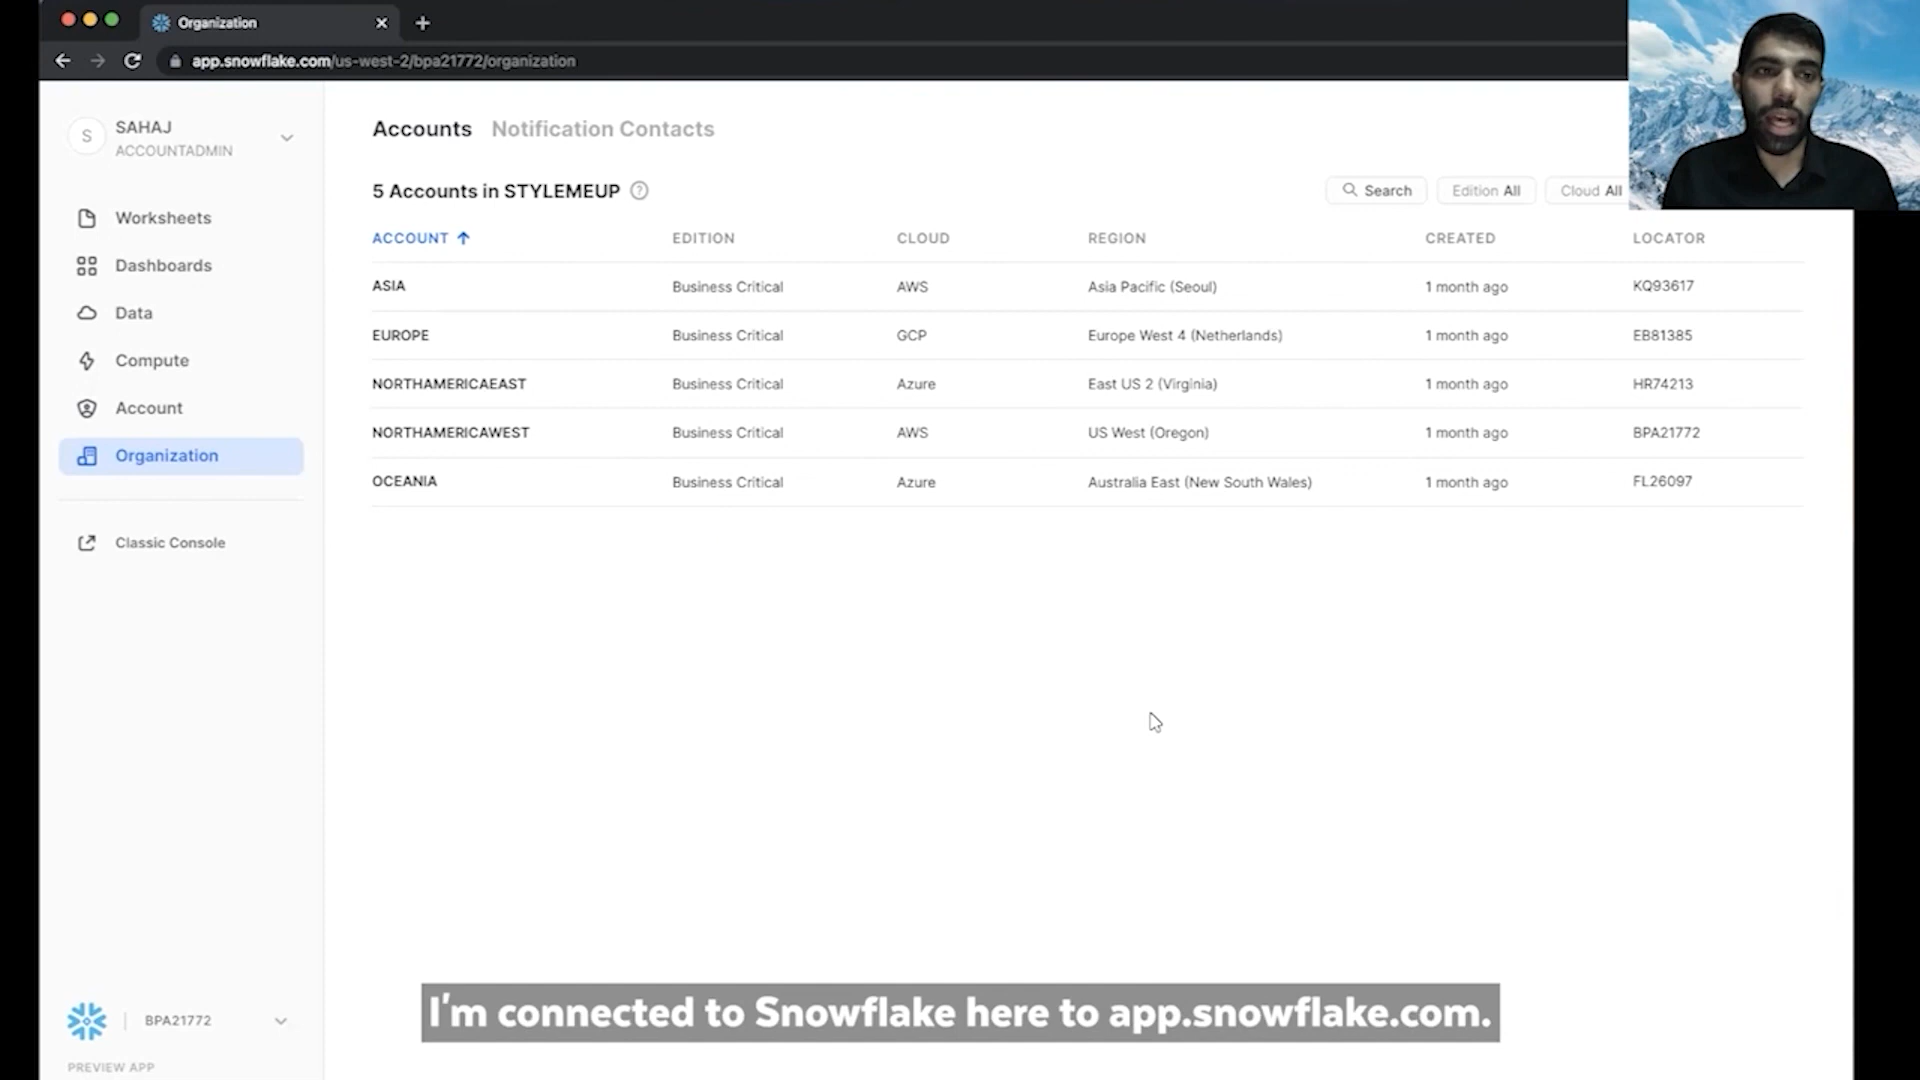 Organization
app.snowflake.com/us-west-2/bpa21772/organization
S
SAHAJ
ACCOUNTADMIN
Worksheets
Dashboards
Data
Compute
Account
Organization
Classic Console
BPA21772
PREVIEW APP
Accounts Notification Contacts
5 Accounts in STYLEMEUP ?
Search Edition All Cloud All
ACCOUNT EDITION CLOUD REGION CREATED LOCATOR
ASIA Business Critical AWS Asia Pacific (Seoul) 1 month ago KQ93617
EUROPE Business Critical GCP Europe West 4 (Netherlands) 1 month ago EB81385
NORTHAMERICAEAST Business Critical Azure East US 2 (Virginia) 1 month ago HR74213
NORTHAMERICAWEST Business Critical AWS US West (Oregon) 1 month ago BPA21772
OCEANIA Business Critical Azure Australia East (New South Wales) 1 month ago FL26097
I'm connected to Snowflake here to app.snowflake.com.